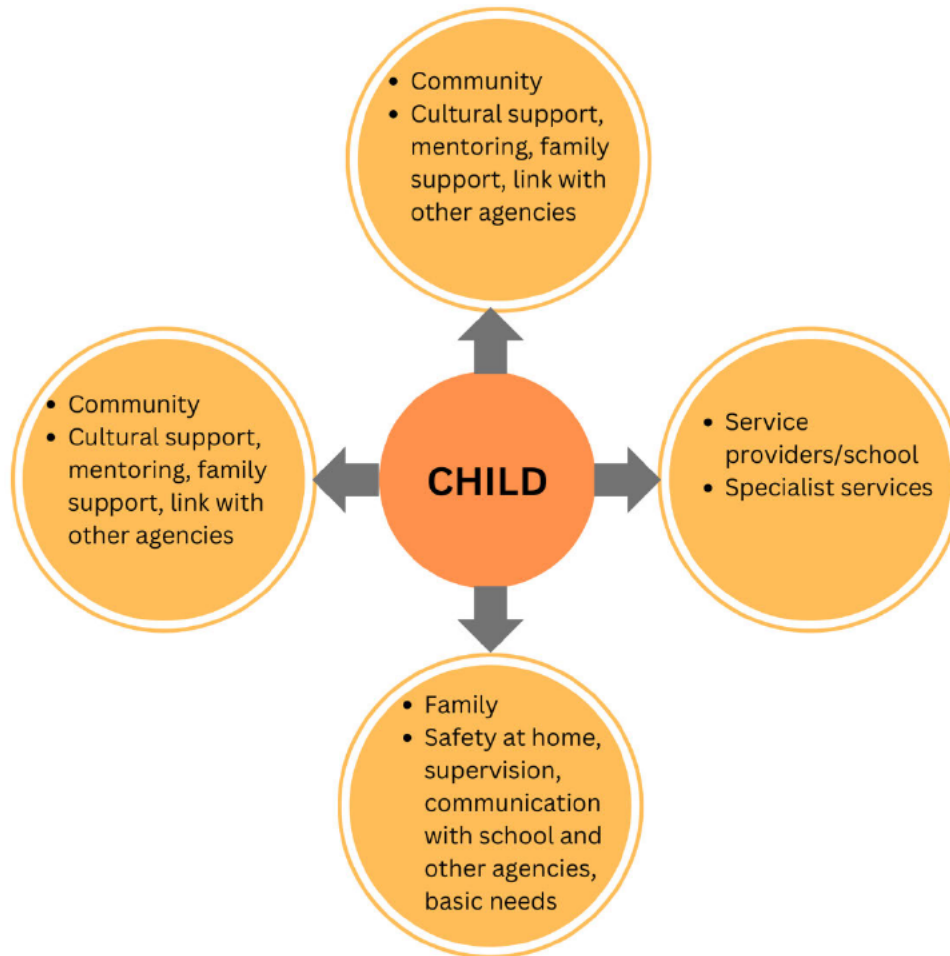 • Community
• Cultural support,
mentoring, family
support, link with
other agencies
• Community
• Cultural support,
mentoring, family
support, link with
other agencies
CHILD
• Service
providers/school
• Specialist services
• Family
• Safety at home,
supervision,
communication
with school and
other agencies,
basic needs